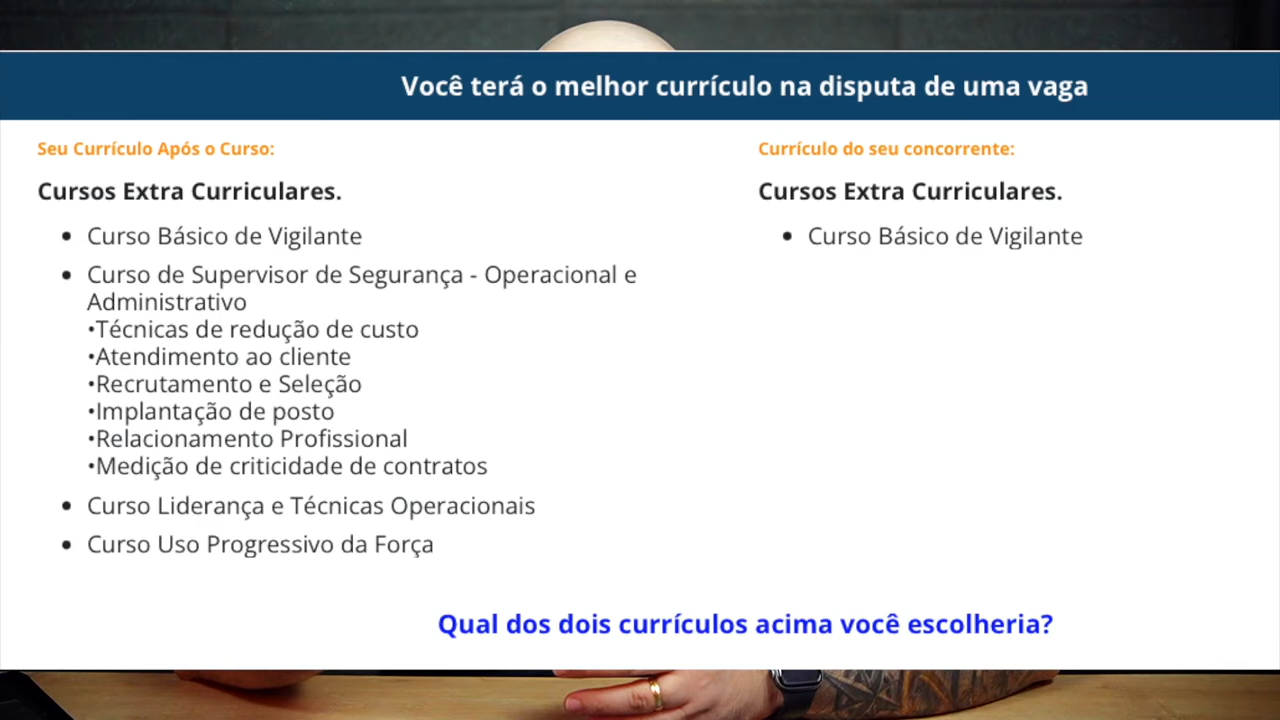 Você terá o melhor currículo na disputa de uma vaga
Seu Currículo Após o Curso:
Cursos Extra Curriculares.
• Curso Básico de Vigilante
• Curso de Supervisor de Segurança - Operacional e
Administrativo
•Técnicas de redução de custo
•Atendimento ao cliente
•Recrutamento e Seleção
•Implantação de posto
•Relacionamento Profissional
•Medição de criticidade de contratos
• Curso Liderança e Técnicas Operacionais
• Curso Uso Progressivo da Força
Currículo do seu concorrente:
Cursos Extra Curriculares.
• Curso Básico de Vigilante
Qual dos dois currículos acima você escolheria?